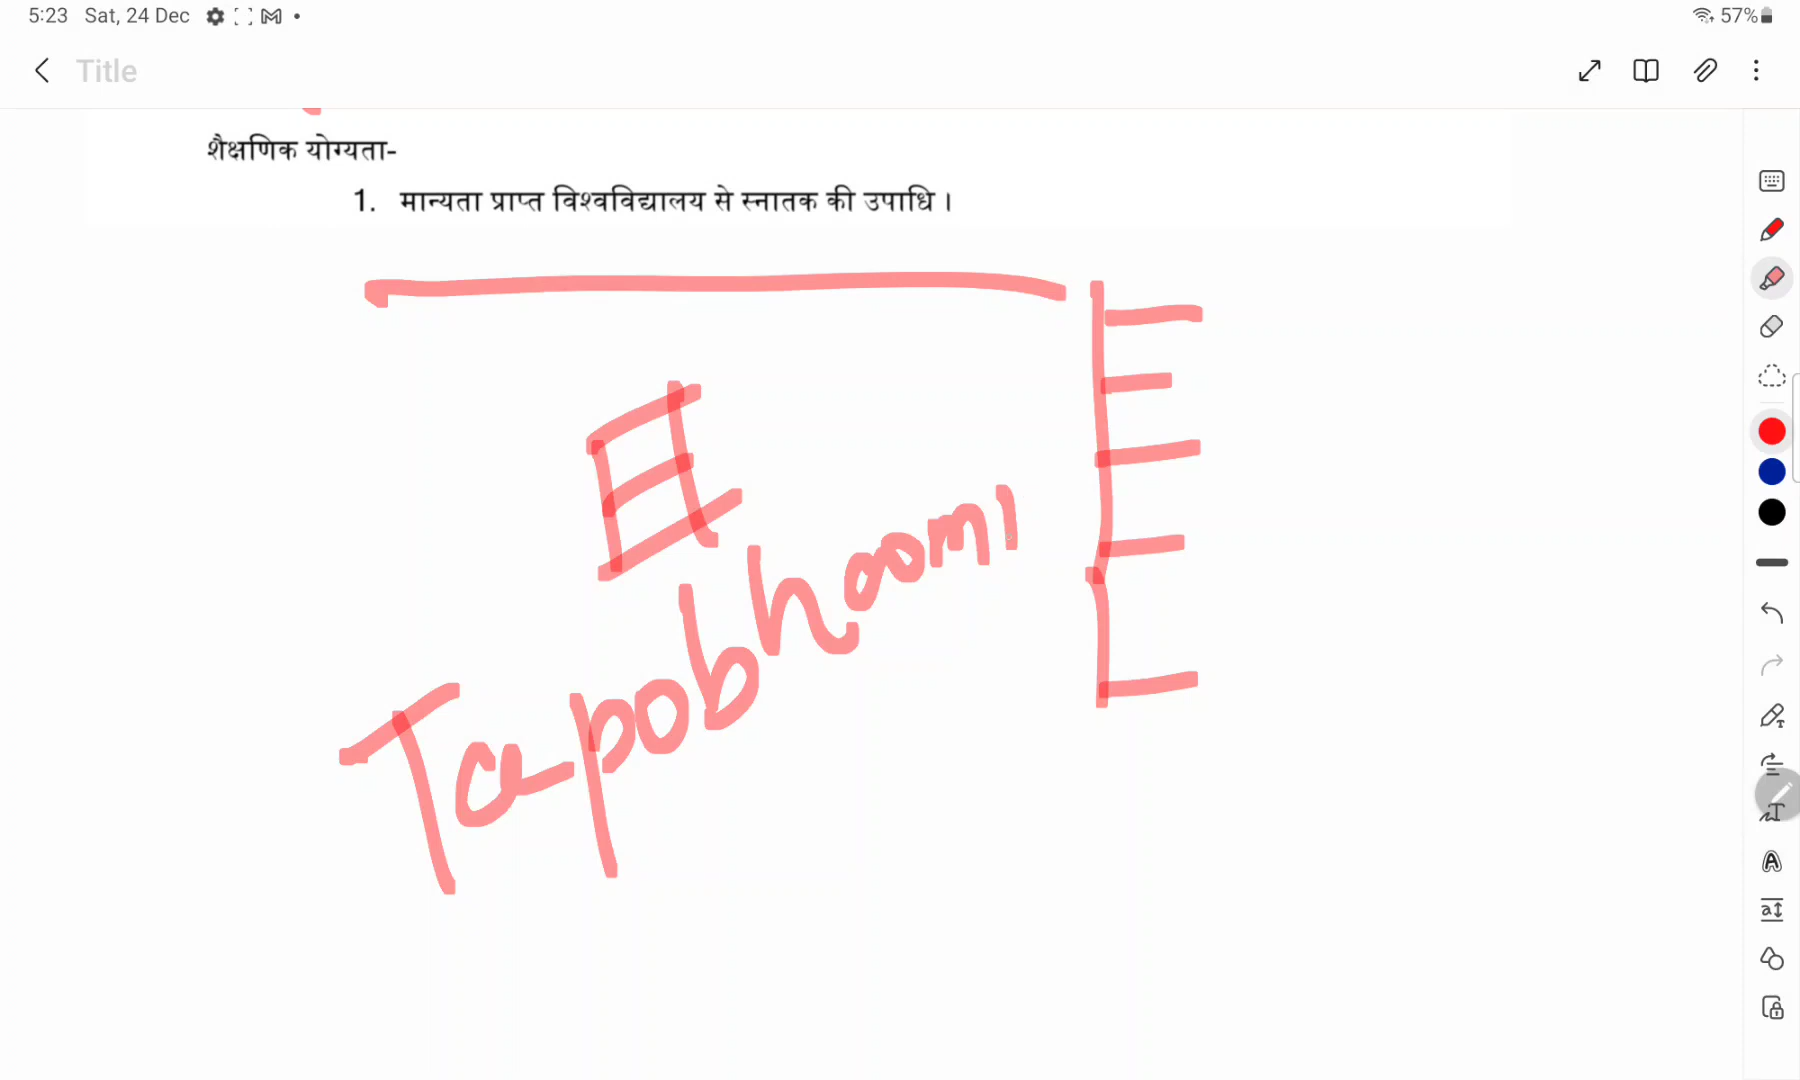 5:23 Sat, 24 Dec
57%
Title
शैक्षणिक योग्यता-
1. मान्यता प्राप्त विश्वविद्यालय से स्नातक की उपाधि ।
Tapobhoomi